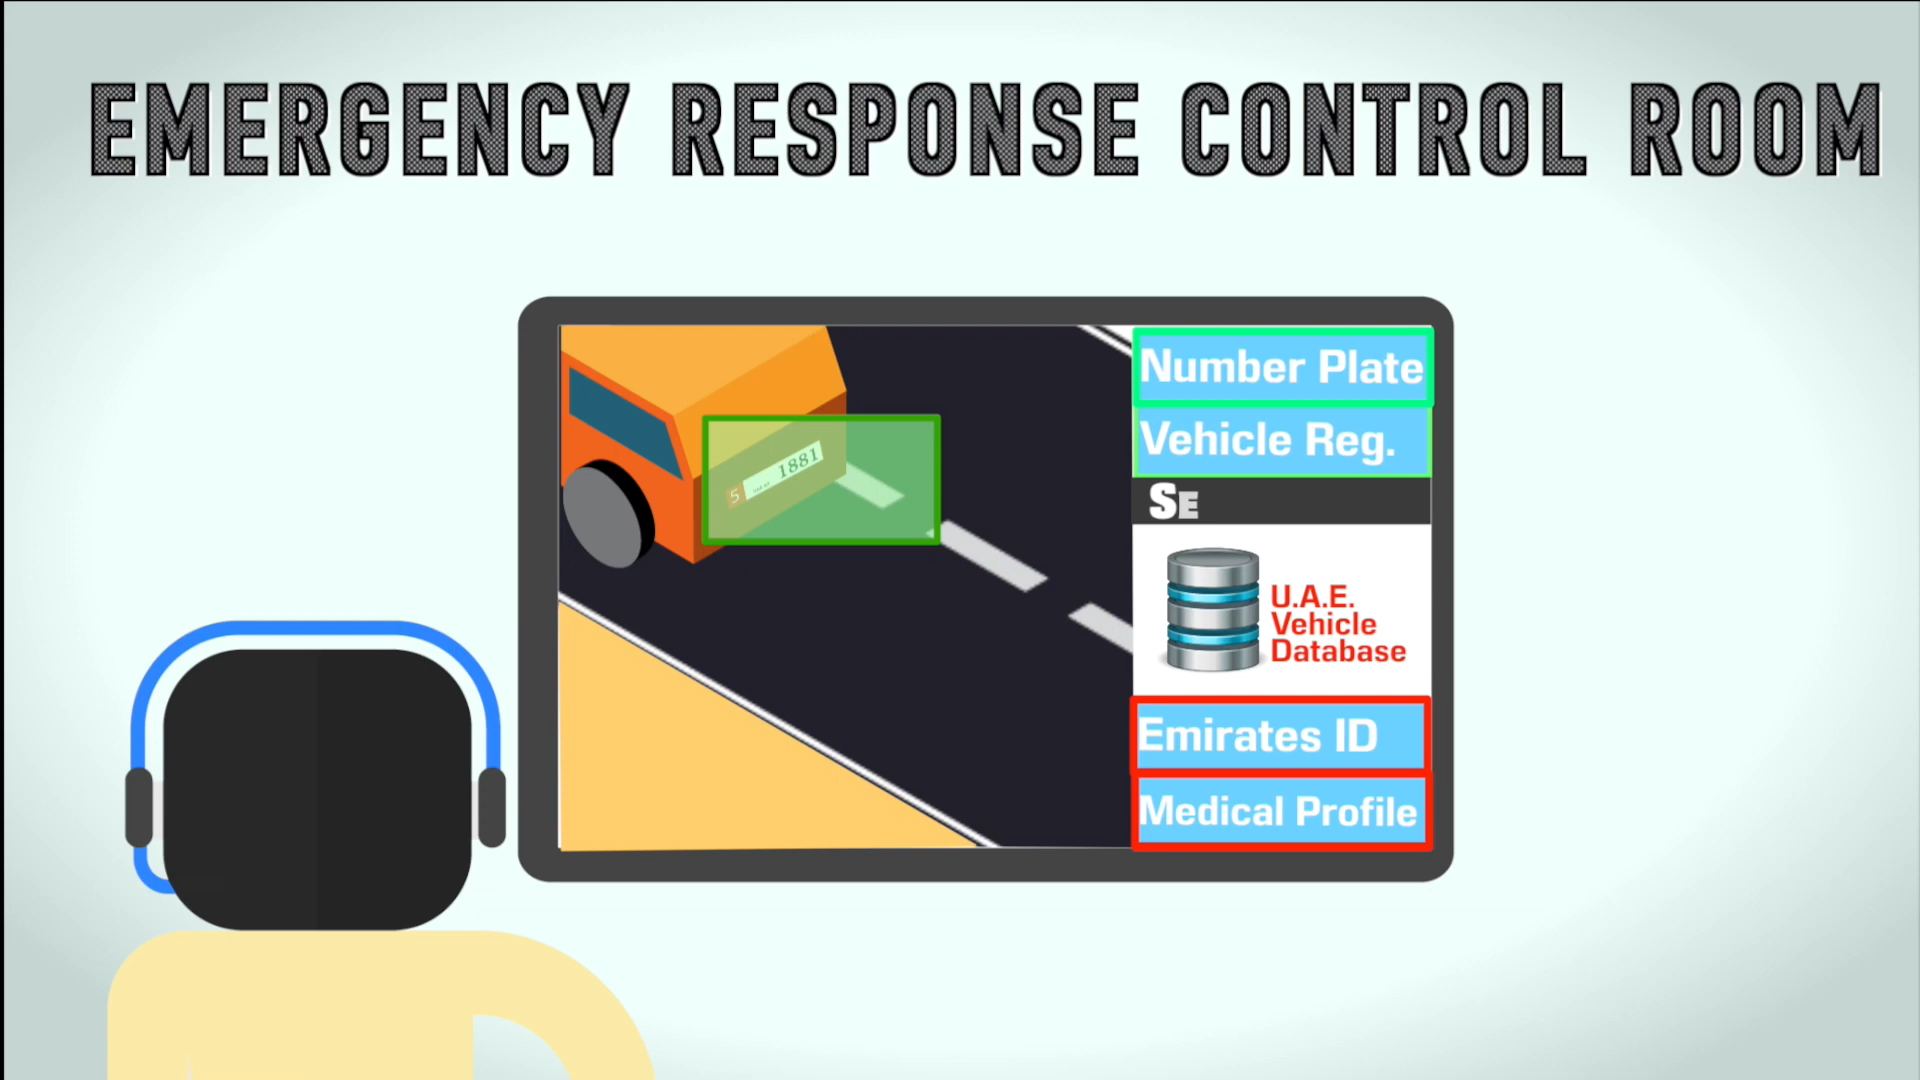 EMERGENCY RESPONSE CONTROL ROOM
Number Plate
Vehicle Reg.
SE
5 1881
U.A.E.
Vehicle
Database
Emirates ID
Medical Profile